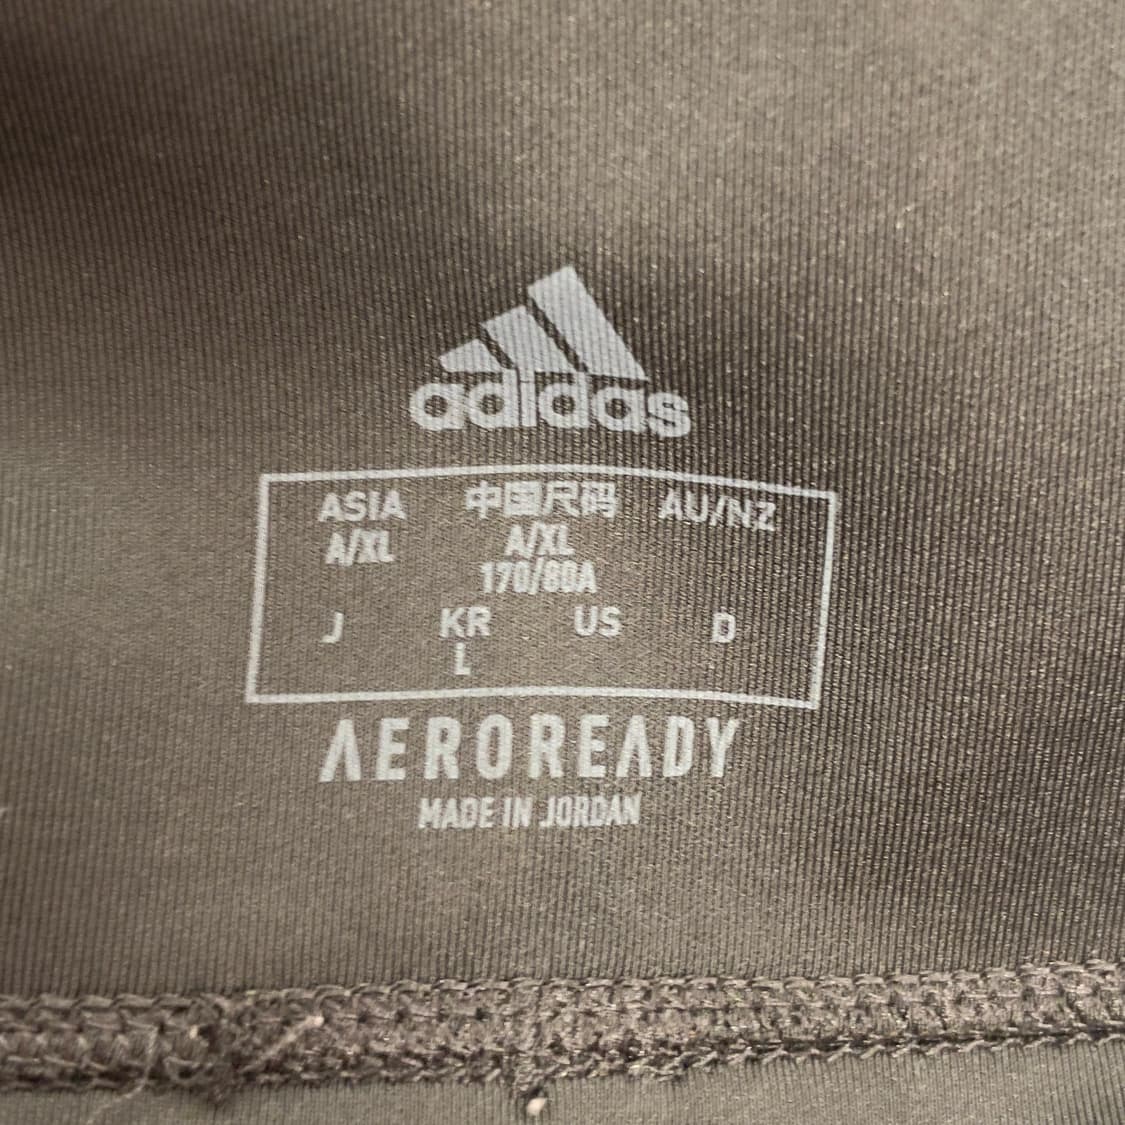 adidas
ASIA 中国尺码 AU/NZ
A/XL A/XL
170/80A
J KR US D
L
AEROREADY
MADE IN JORDAN